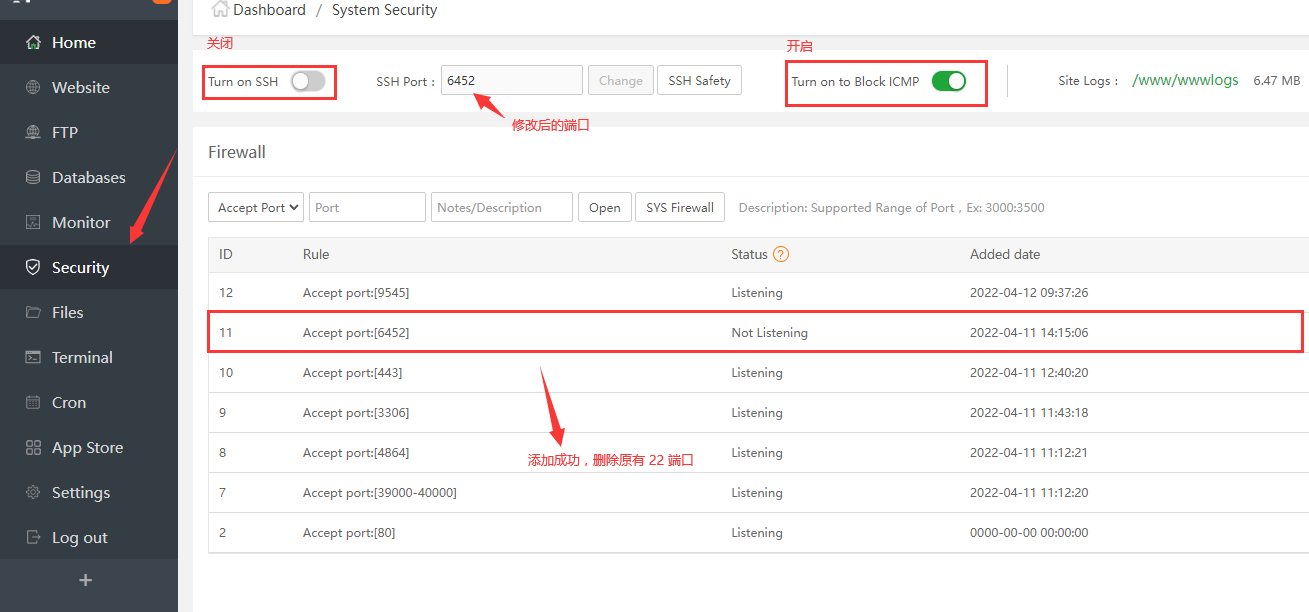 Dashboard / System Security
Home
Website
FTP
Databases
Monitor
Security
Files
Terminal
Cron
App Store
Settings
Log out
+
关闭
开启
Turn on SSH
SSH Port : 6452 Change SSH Safety
Turn on to Block ICMP
Site Logs : /www/wwwlogs 6.47 MB
修改后的端口
Firewall
Accept Port Port Notes/Description Open SYS Firewall Description: Supported Range of Port , Ex: 3000:3500
ID Rule Status ? Added date
12 Accept port:[9545] Listening 2022-04-12 09:37:26
11 Accept port:[6452] Not Listening 2022-04-11 14:15:06
10 Accept port:[443] Listening 2022-04-11 12:40:20
9 Accept port:[3306] Listening 2022-04-11 11:43:18
8 Accept port:[4864] Listening 2022-04-11 11:12:21
添加成功，删除原有 22 端口
7 Accept port:[39000-40000] Listening 2022-04-11 11:12:20
2 Accept port:[80] Listening 0000-00-00 00:00:00